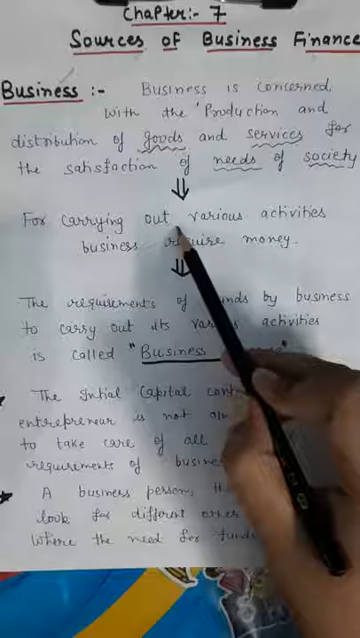 Chapter:- 7
Sources of Business Finance
Business :- Business is concerned
with the Production and
distribution of goods and services for
the satisfaction of needs of society
⇓
For carrying out various activities
business require money.
⇓
The requirements of funds by business
to carry out its various activities
is called "Business
The Initial Capital
entrepreneur is not
to take care of all
requirements of
A business person,
look for different other
where the need for